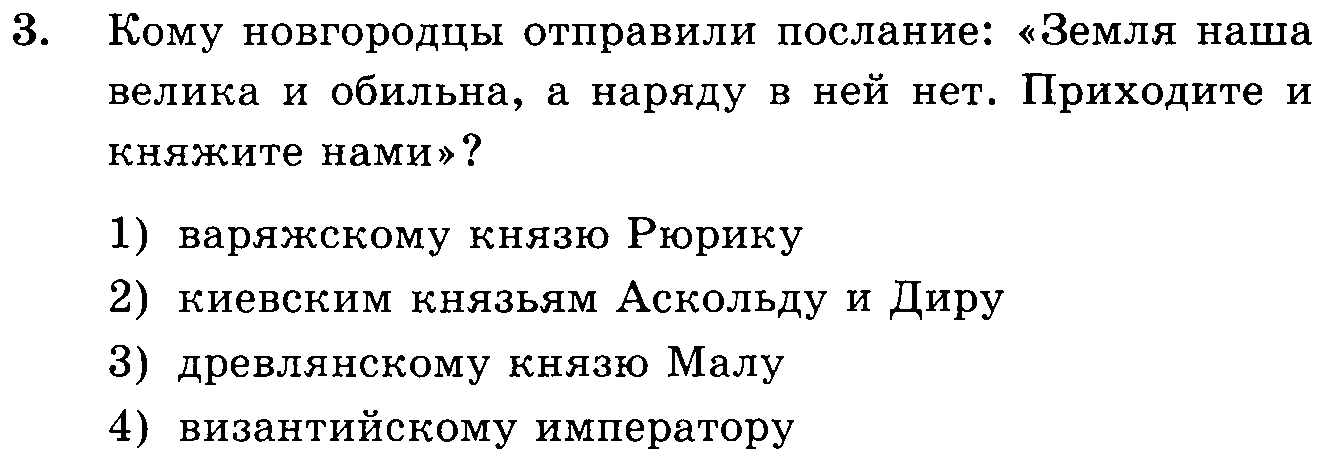 3. Кому новгородцы отправили послание: «Земля наша
велика и обильна, а наряду в ней нет. Приходите и
княжите нами»?
1) варяжскому князю Рюрику
2) киевским князьям Аскольду и Диру
3) древлянскому князю Малу
4) византийскому императору